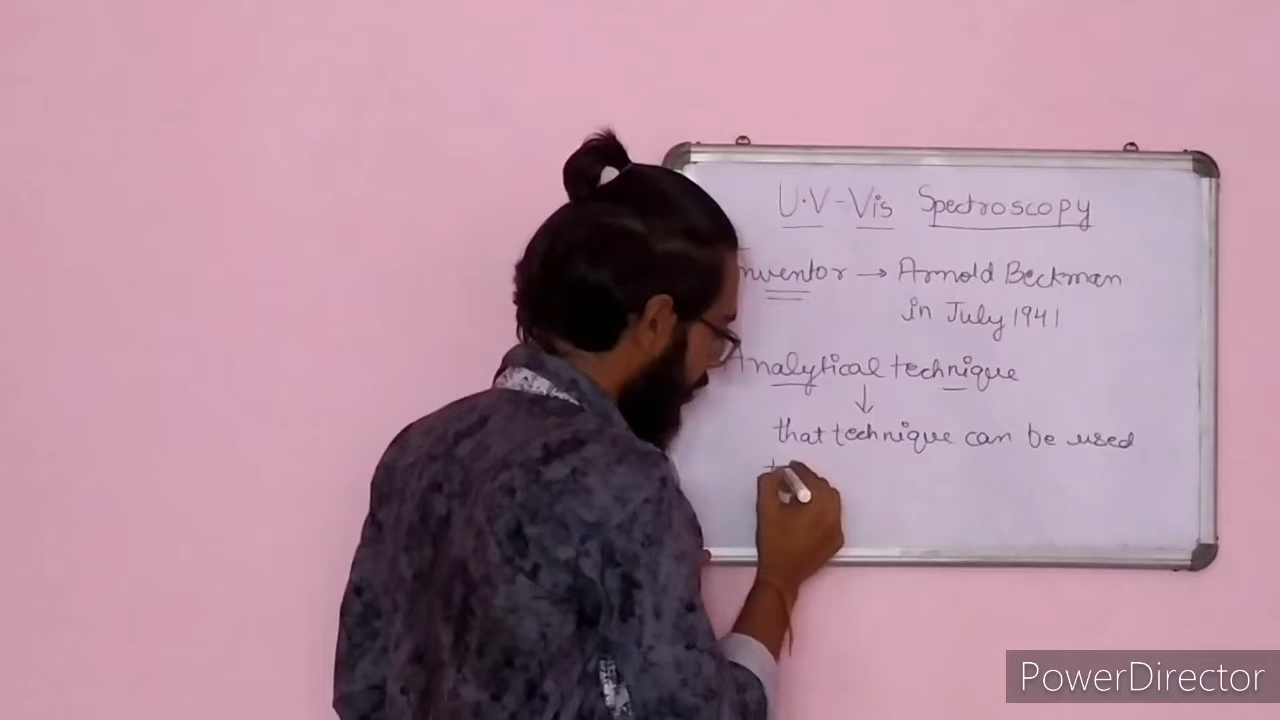 U.V-Vis Spectroscopy
Inventor → Arnold Beckman
in July 1941
Analytical technique
↓
that technique can be used
PowerDirector